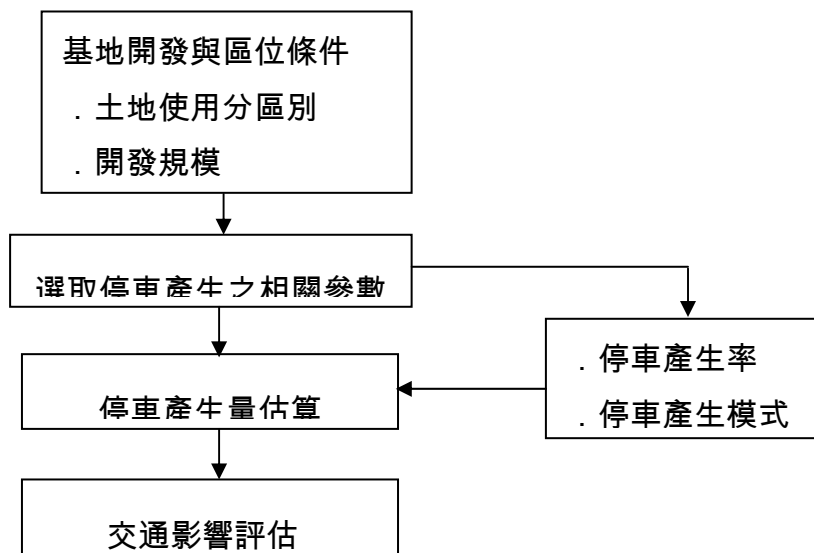 基地開發與區位條件
．土地使用分區別
．開發規模
選取停車產生之相關參數
．停車產生率
．停車產生模式
停車產生量估算
交通影響評估